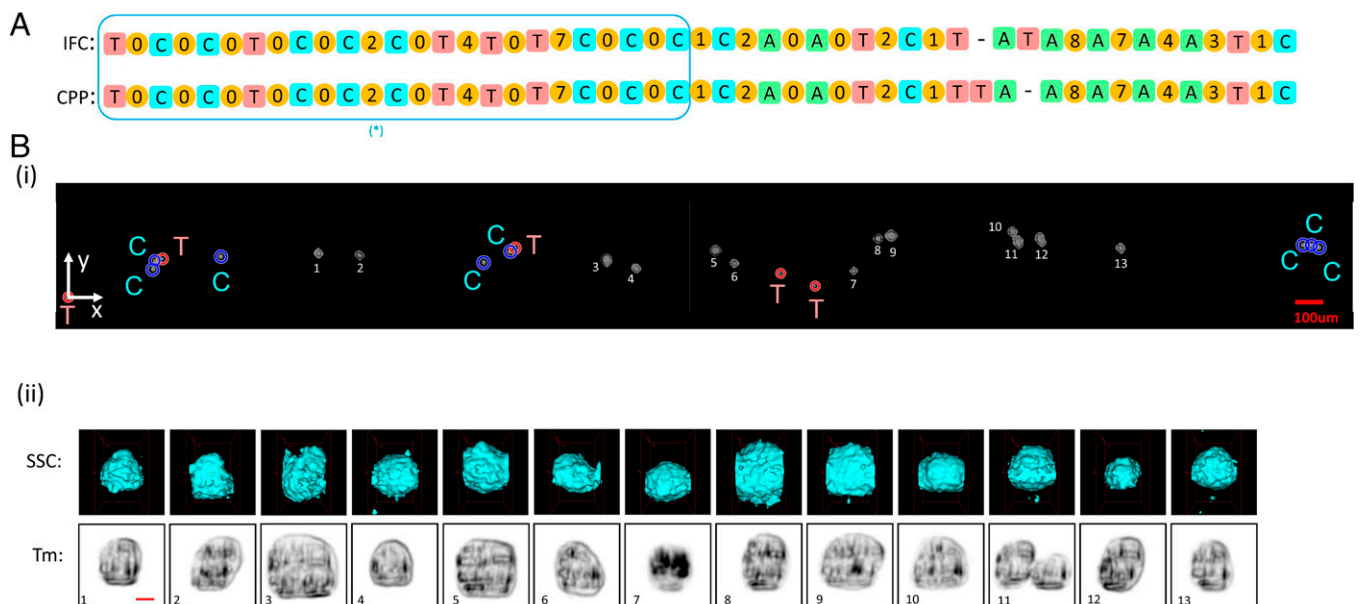 A
IFC: T0C0C0T0C0C2C0T4T0T7C0C0C1C2A0A0T2C1T-ATA8A7A4A3T1C
CPP: T0C0C0T0C0C2C0T4T0T7C0C0C1C2A0A0T2C1TTA-A8A7A4A3T1C
(*)
B
(i)
C T C T 10
8 9 11 12 C
y C C 1 2 C 3 4 5 6 T T 7 13 C C
T x 100um
(ii)
SSC:
Tm:
1 2 3 4 5 6 7 8 9 10 11 12 13